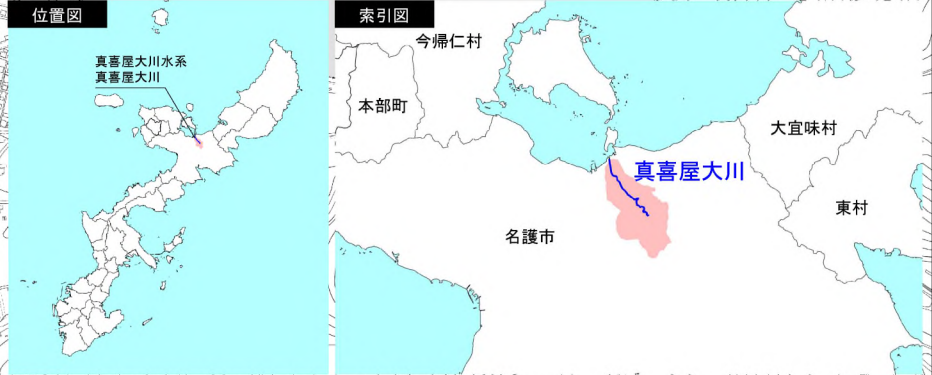 位置図
真喜屋大川水系
真喜屋大川
索引図
今帰仁村
本部町
大宜味村
真喜屋大川
東村
名護市